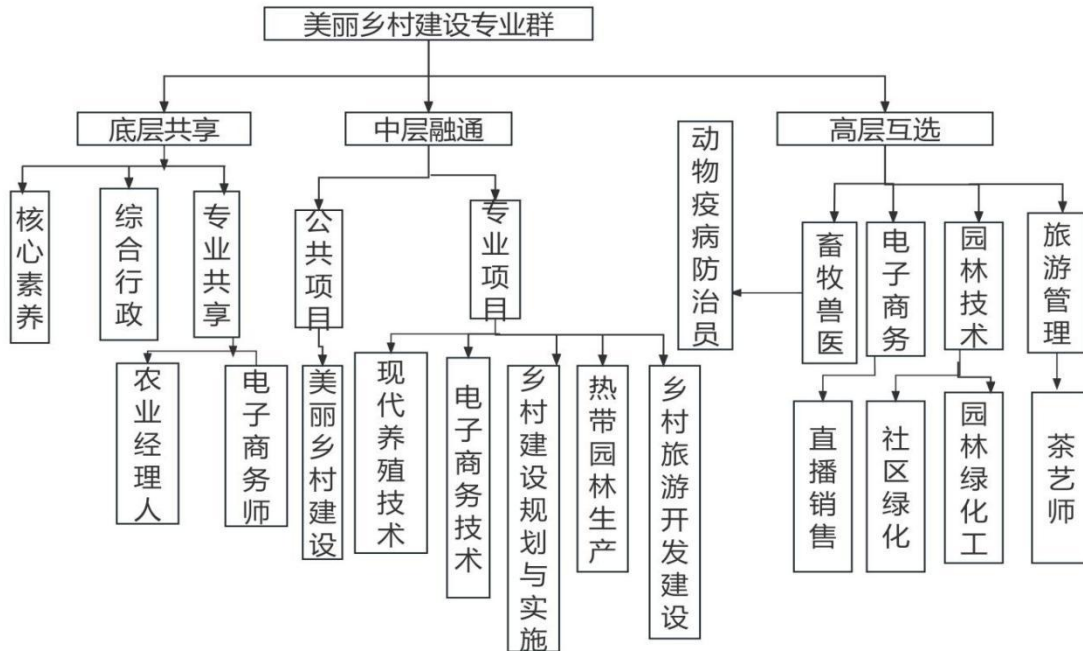 美丽乡村建设专业群
底层共享
中层融通
高层互选
核心素养
综合行政
专业共享
公共项目
专业项目
动物疫病防治员
畜牧兽医
电子商务
园林技术
旅游管理
农业经理人
电子商务师
美丽乡村建设
现代养殖技术
电子商务技术
乡村建设规划与实施
热带园林生产
乡村旅游开发建设
直播销售
社区绿化
园林绿化工
茶艺师